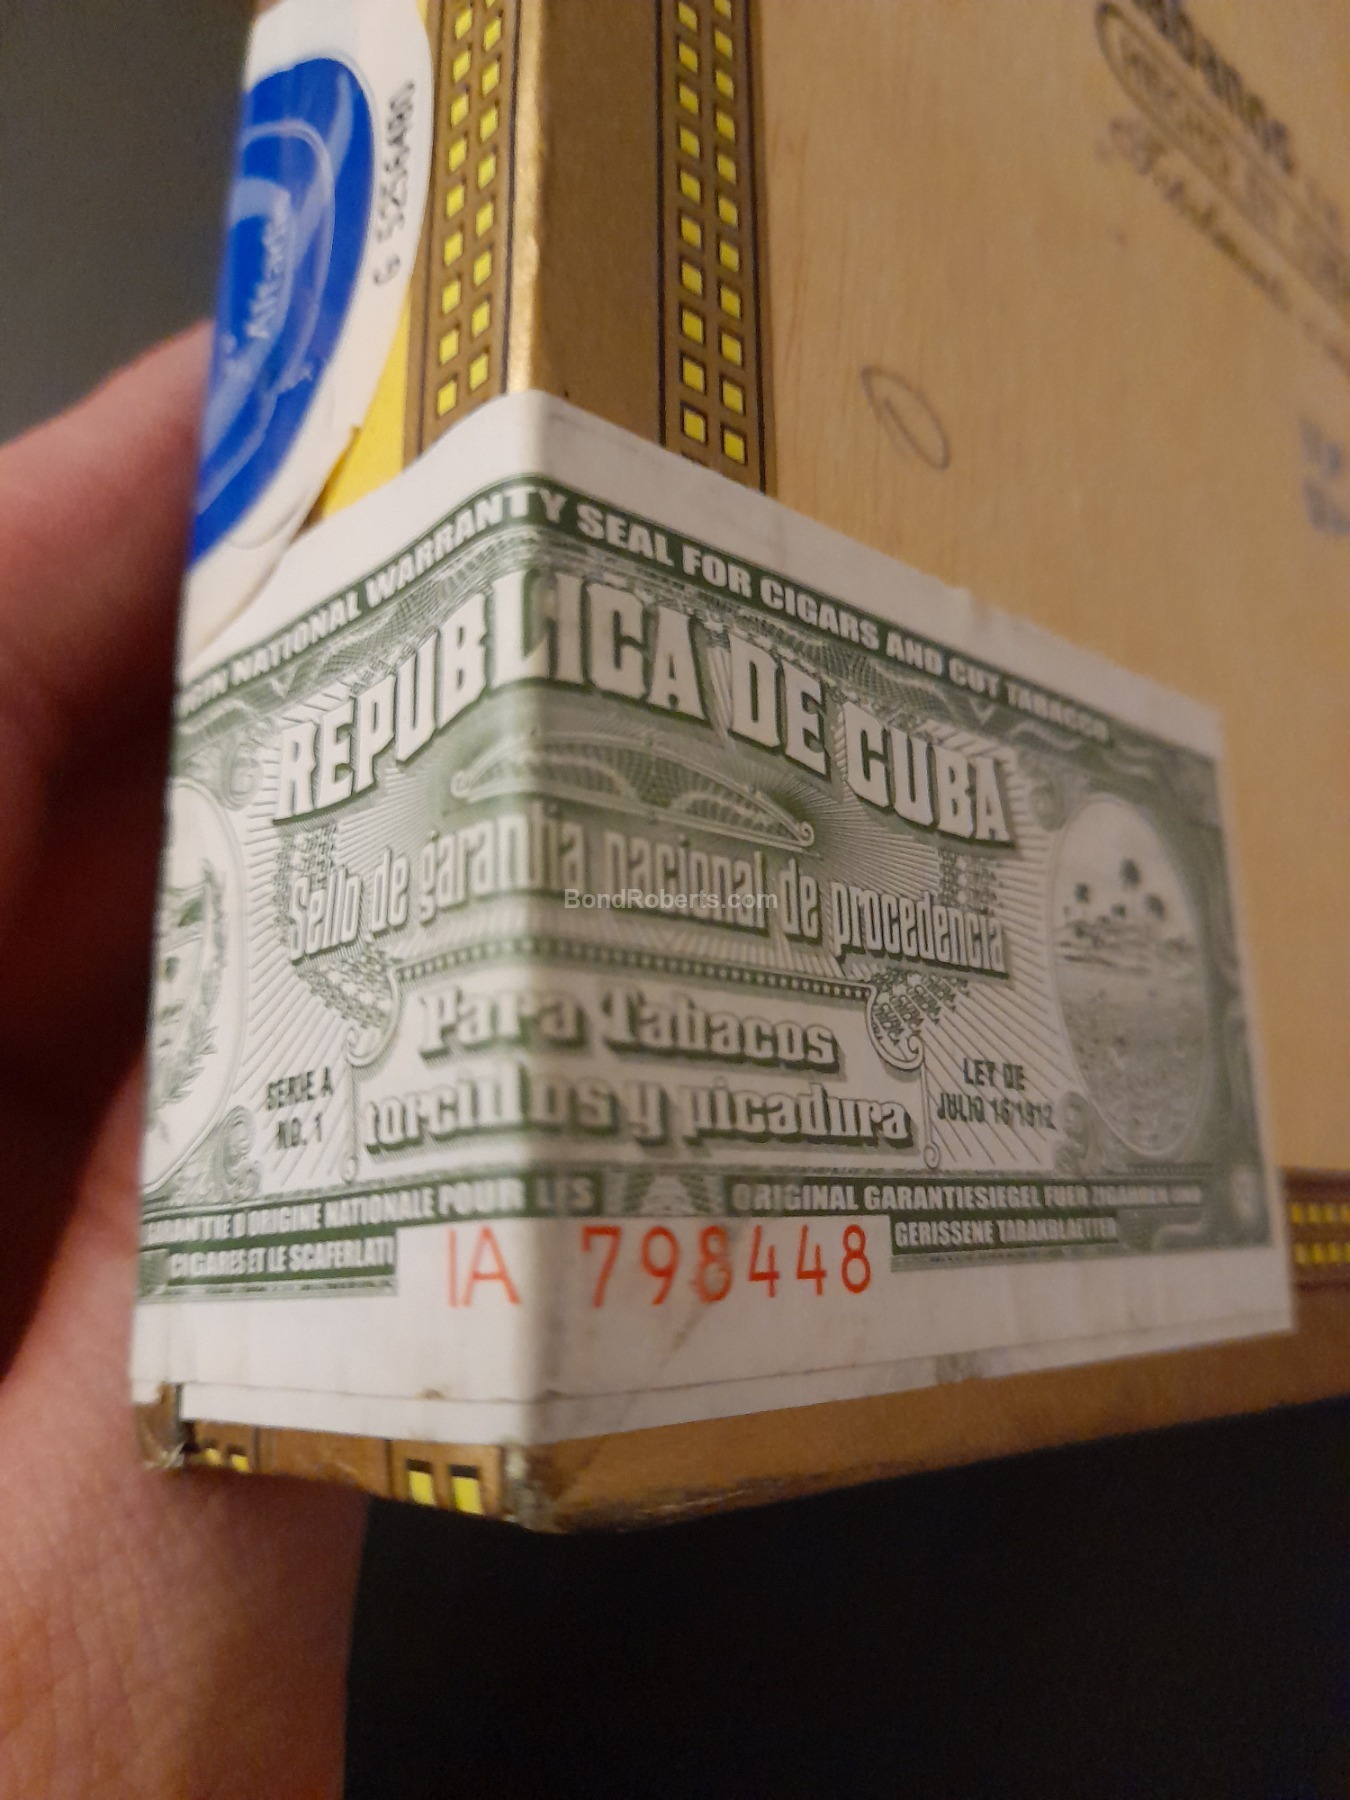 G 5256480
NATIONAL WARRANTY SEAL FOR CIGARS AND CUT TABACCO
REPUBLICA DE CUBA
Sello de garantia nacional de procedencia
BondRoberts.com
Para Tabacos
torcidos y picadura
SERIE A
NO. 1
LEY DE
JULIO 16 1912
GARANTIE D'ORIGINE NATIONALE POUR LES
CIGARES ET LE SCAFERLATI
ORIGINAL GARANTIESIEGEL FUER ZIGARREN UND
GERISSENE TABAKBLAETTER
IA 798448